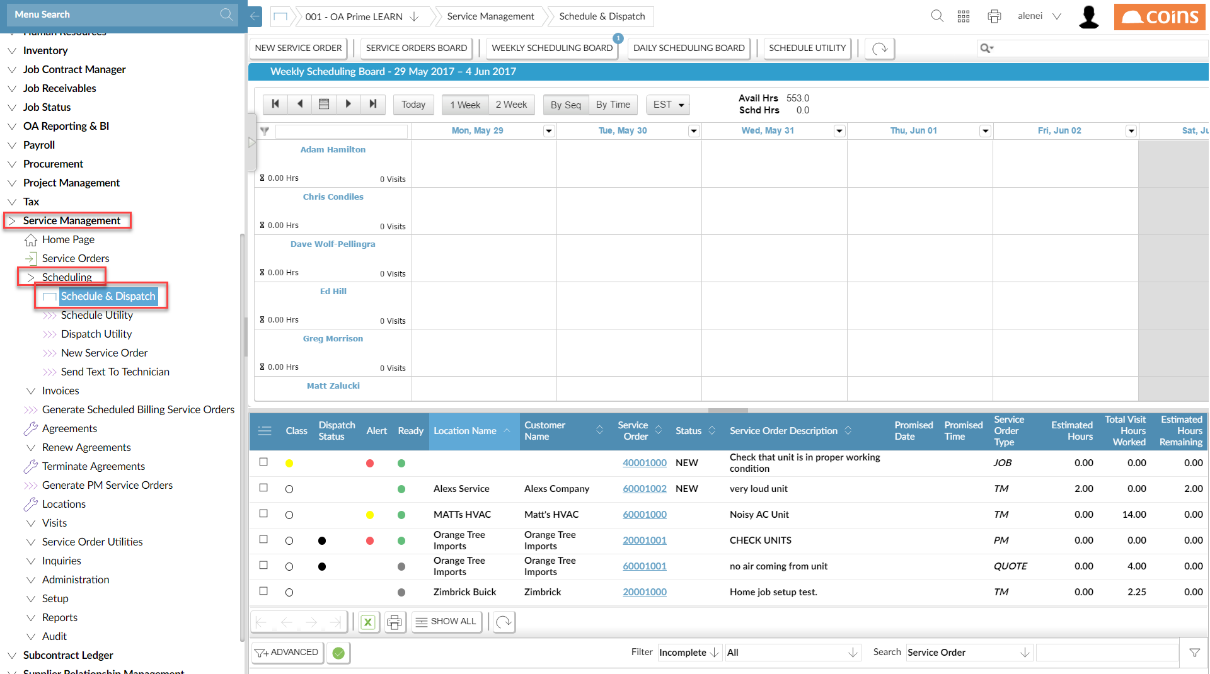 Menu Search
Human Resources
Inventory
Job Contract Manager
Job Receivables
Job Status
OA Reporting & BI
Payroll
Procurement
Project Management
Tax
Service Management
Home Page
Service Orders
Scheduling
Schedule & Dispatch
Schedule Utility
Dispatch Utility
New Service Order
Send Text To Technician
Invoices
Generate Scheduled Billing Service Orders
Agreements
Renew Agreements
Terminate Agreements
Generate PM Service Orders
Locations
Visits
Service Order Utilities
Inquiries
Administration
Setup
Reports
Audit
Subcontract Ledger
Supplier Relationship Management
001 - OA Prime LEARN Service Management Schedule & Dispatch alenei coins
NEW SERVICE ORDER SERVICE ORDERS BOARD WEEKLY SCHEDULING BOARD 1 DAILY SCHEDULING BOARD SCHEDULE UTILITY
Weekly Scheduling Board - 29 May 2017 – 4 Jun 2017
Today 1 Week 2 Week By Seq By Time EST Avail Hrs 553.0
Schd Hrs 0.0
Mon, May 29 Tue, May 30 Wed, May 31 Thu, Jun 01 Fri, Jun 02 Sat, Ju
Adam Hamilton
0.00 Hrs 0 Visits
Chris Condiles
0.00 Hrs 0 Visits
Dave Wolf-Pellingra
0.00 Hrs 0 Visits
Ed Hill
0.00 Hrs 0 Visits
Greg Morrison
0.00 Hrs 0 Visits
Matt Zalucki
Class Dispatch Status Alert Ready Location Name Customer Name Service Order Status Service Order Description Promised Date Promised Time Service Order Type Estimated Hours Total Visit Hours Worked Estimated Hours Remaining
40001000 NEW Check that unit is in proper working condition JOB 0.00 0.00 0.00
Alexs Service Alexs Company 60001002 NEW very loud unit TM 2.00 0.00 2.00
MATTs HVAC Matt's HVAC 60001000 Noisy AC Unit TM 0.00 14.00 0.00
Orange Tree Imports Orange Tree Imports 20001001 CHECK UNITS PM 0.00 0.00 0.00
Orange Tree Imports Orange Tree Imports 60001001 no air coming from unit QUOTE 0.00 4.00 0.00
Zimbrick Buick Zimbrick 20001000 Home job setup test. TM 0.00 2.25 0.00
SHOW ALL
ADVANCED Filter Incomplete All Search Service Order